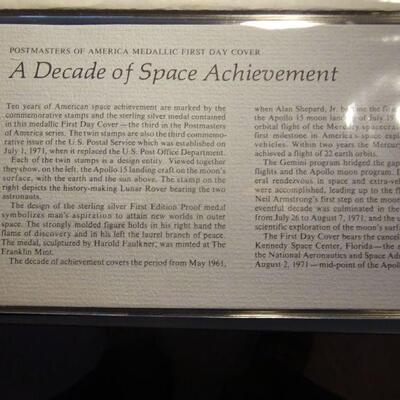 POSTMASTERS OF AMERICA MEDALLIC FIRST DAY COVER
A Decade of Space Achievement
Ten years of American space achievement are marked by the
commemorative stamps and the sterling silver medal contained
in this medallic First Day Cover—the third in the Postmasters
of America series. The twin stamps are also the third commemo-
rative issue of the U.S. Postal Service which was established on
July 1, 1971, when it replaced the U.S. Post Office Department.
Each of the twin stamps is a design entity. Viewed together
they show, on the left, the Apollo 15 landing craft on the moon's
surface, with the earth and the sun above. The stamp on the
right depicts the history-making Lunar Rover bearing the two
astronauts.
The design of the sterling silver First Edition Proof medal
symbolizes man's aspiration to attain new worlds in outer
space. The strongly molded figure holds in his right hand the
flame of discovery and in his left the laurel branch of peace.
The medal, sculptured by Harold Faulkner, was minted at The
Franklin Mint.
The decade of achievement covers the period from May 1961,
when Alan Shepard, Jr. became the first
the Apollo 15 moon landing of July 19
orbital flight of the Mercury spacecra
first milestone in America's space exp
vehicles. Within two years the Mercury
achieved a flight of 22 earth orbits.
The Gemini program bridged the gap
flights and the Apollo moon program. I
eral rendezvous in space and extra-veh
were accomplished, leading up to the f
Neil Armstrong's first step on the moon
eventful decade was culminated in the
from July 26 to August 7, 1971, and the u
scientific exploration of the moon's surfa
The First Day Cover bears the cancel
Kennedy Space Center, Florida—the s
the National Aeronautics and Space Adm
August 2, 1971—mid-point of the Apollo